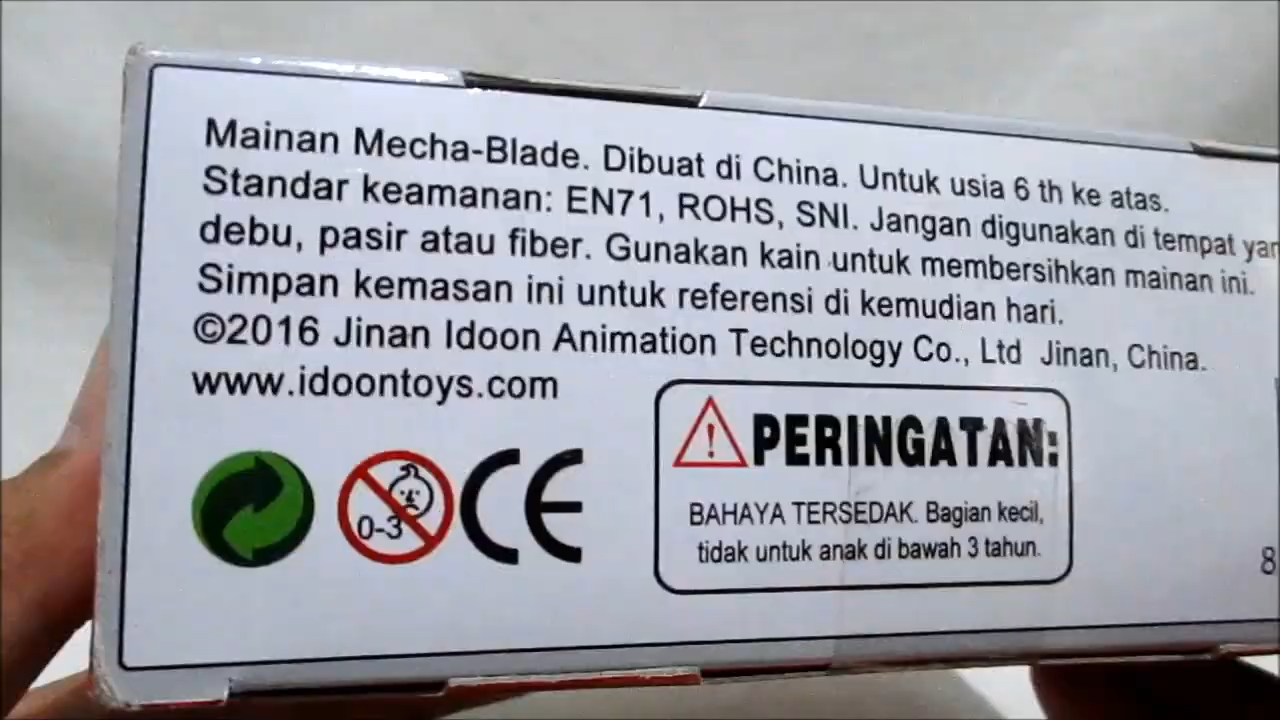 Mainan Mecha-Blade. Dibuat di China. Untuk usia 6 th ke atas.
Standar keamanan: EN71, ROHS, SNI. Jangan digunakan di tempat
debu, pasir atau fiber. Gunakan kain untuk membersihkan mainan ini.
Simpan kemasan ini untuk referensi di kemudian hari.
©2016 Jinan Idoon Animation Technology Co., Ltd Jinan, China.
www.idoontoys.com
0-3
CE
PERINGATAN:
BAHAYA TERSEDAK. Bagian kecil,
tidak untuk anak di bawah 3 tahun.
8